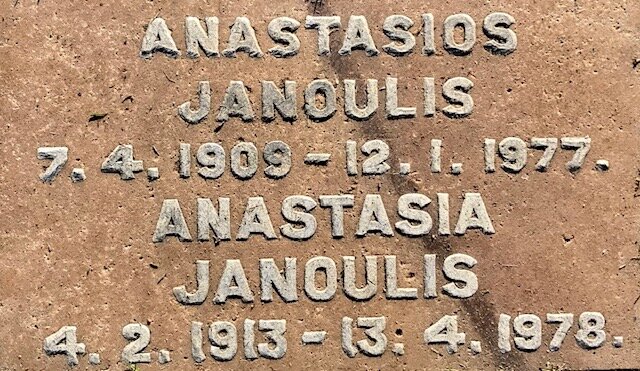 ANASTASIOS
JANOULIS
7. 4. 1909 – 12. 1. 1977.
ANASTASIA
JANOULIS
4. 2. 1913 – 13. 4. 1978.